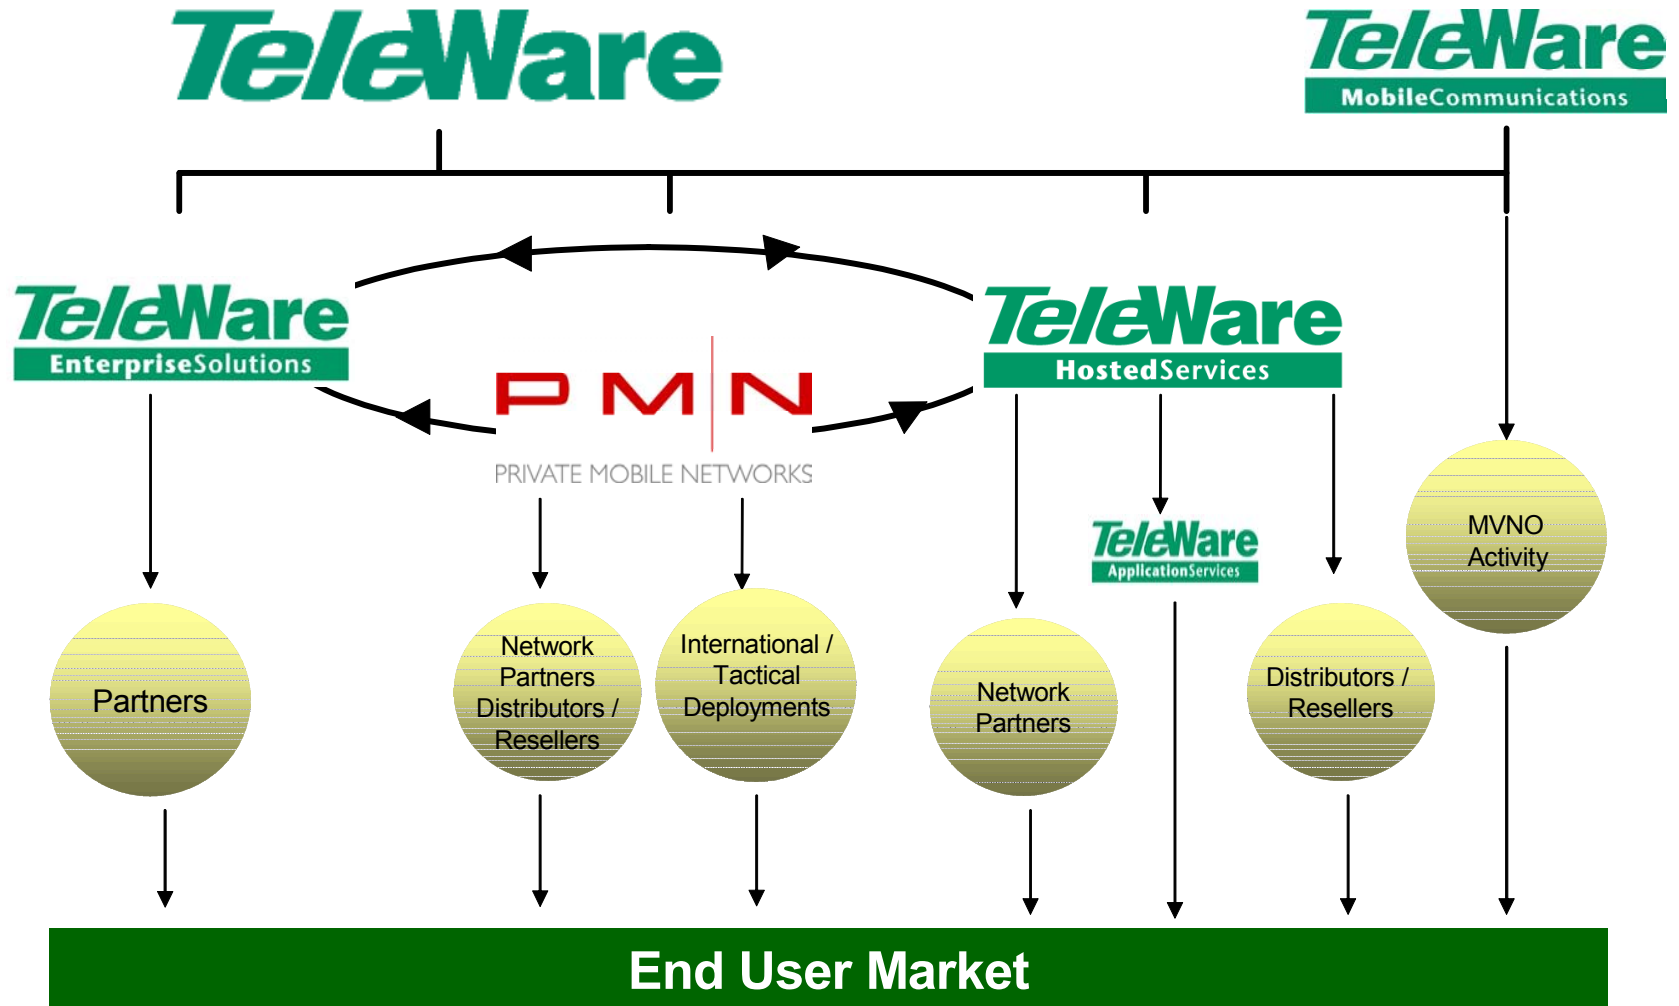 TeleWare
TeleWare
MobileCommunications
TeleWare
EnterpriseSolutions
PMN
PRIVATE MOBILE NETWORKS
TeleWare
HostedServices
TeleWare
ApplicationServices
MVNO
Activity
Partners
Network
Partners
Distributors /
Resellers
International /
Tactical
Deployments
Network
Partners
Distributors /
Resellers
End User Market